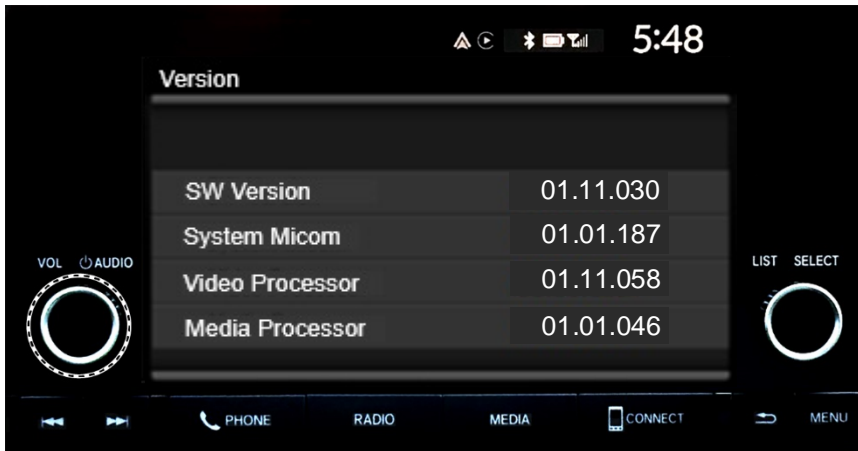 5:48
Version
SW Version 01.11.030
System Micom 01.01.187
VOL AUDIO
LIST SELECT
Video Processor 01.11.058
Media Processor 01.01.046
PHONE RADIO MEDIA CONNECT MENU